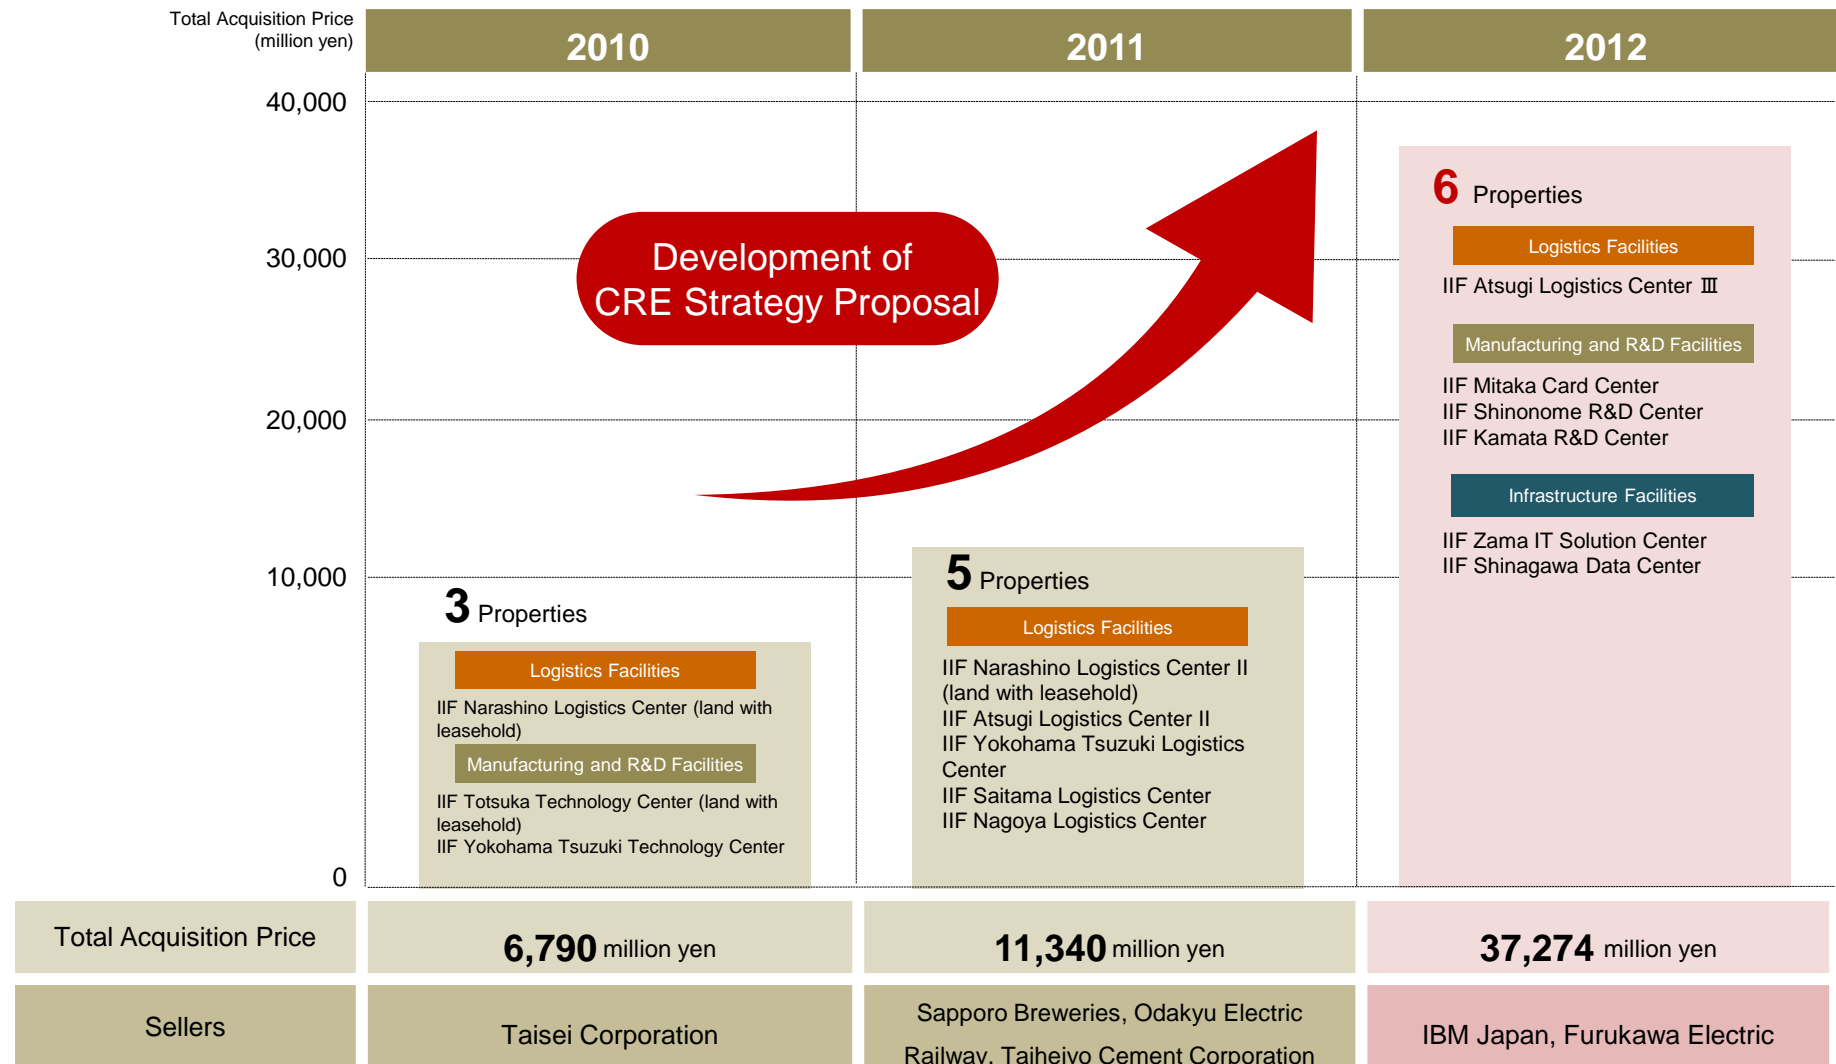 Total Acquisition Price
(million yen)
2010
2011
2012
40,000
30,000
20,000
10,000
0
Development of
CRE Strategy Proposal
3 Properties
Logistics Facilities
IIF Narashino Logistics Center (land with
leasehold)
Manufacturing and R&D Facilities
IIF Totsuka Technology Center (land with
leasehold)
IIF Yokohama Tsuzuki Technology Center
5 Properties
Logistics Facilities
IIF Narashino Logistics Center II
(land with leasehold)
IIF Atsugi Logistics Center II
IIF Yokohama Tsuzuki Logistics
Center
IIF Saitama Logistics Center
IIF Nagoya Logistics Center
6 Properties
Logistics Facilities
IIF Atsugi Logistics Center Ⅲ
Manufacturing and R&D Facilities
IIF Mitaka Card Center
IIF Shinonome R&D Center
IIF Kamata R&D Center
Infrastructure Facilities
IIF Zama IT Solution Center
IIF Shinagawa Data Center
Total Acquisition Price
6,790 million yen
11,340 million yen
37,274 million yen
Sellers
Taisei Corporation
Sapporo Breweries, Odakyu Electric
Railway, Taiheiyo Cement Corporation
IBM Japan, Furukawa Electric